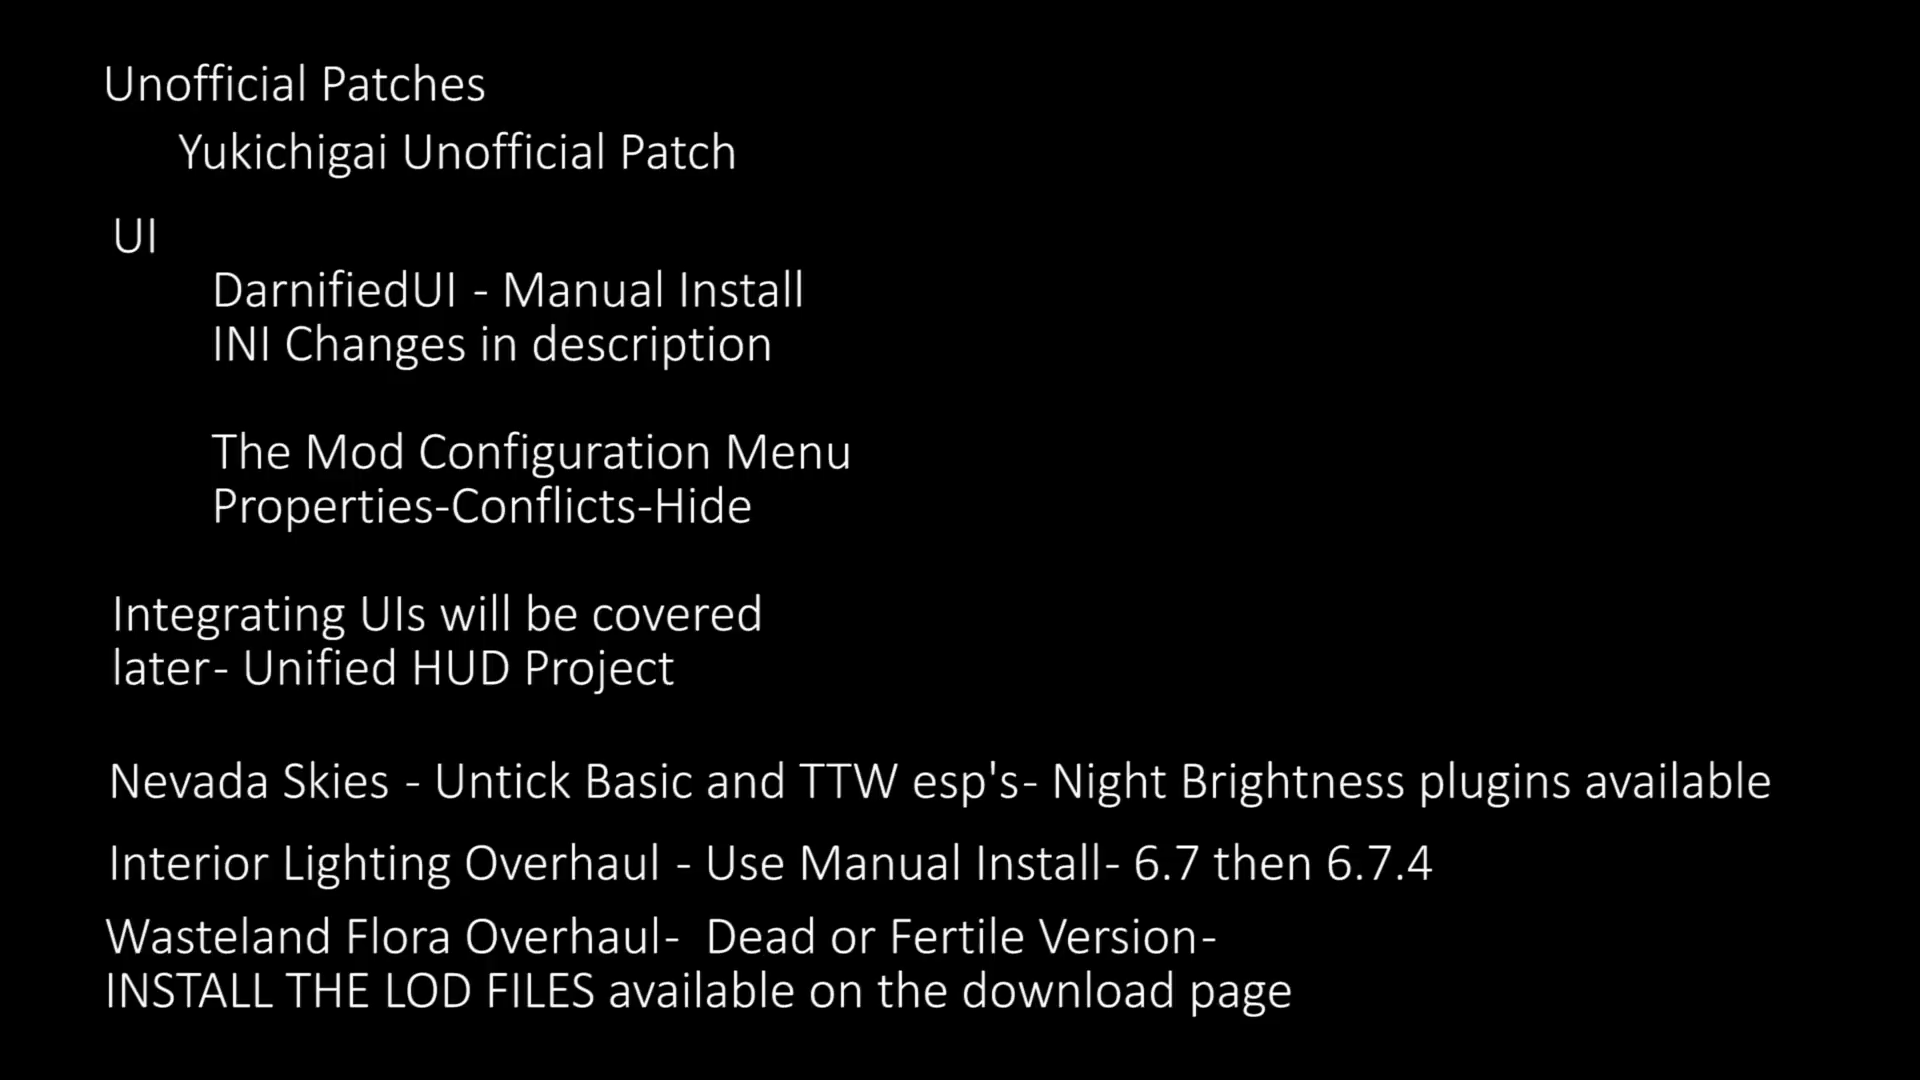 Unofficial Patches
Yukichigai Unofficial Patch
UI
DarnifiedUI - Manual Install
INI Changes in description
The Mod Configuration Menu
Properties-Conflicts-Hide
Integrating UIs will be covered
later- Unified HUD Project
Nevada Skies - Untick Basic and TTW esp's- Night Brightness plugins available
Interior Lighting Overhaul - Use Manual Install- 6.7 then 6.7.4
Wasteland Flora Overhaul-  Dead or Fertile Version-
INSTALL THE LOD FILES available on the download page